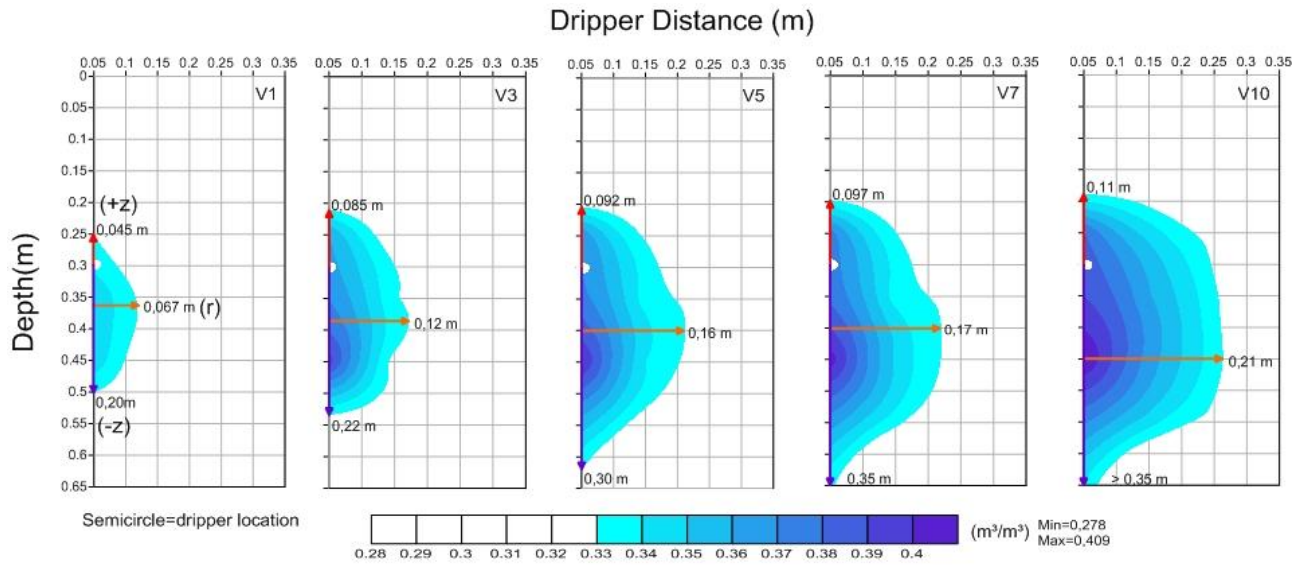 Dripper Distance (m)
0.05 0.1 0.15 0.2 0.25 0.3 0.35
0.05 0.1 0.15 0.2 0.25 0.3 0.35
0.05 0.1 0.15 0.2 0.25 0.3 0.35
0.05 0.1 0.15 0.2 0.25 0.3 0.35
0.05 0.1 0.15 0.2 0.25 0.3 0.35
V1
V3
V5
V7
V10
Depth(m)
0
0.05
0.1
0.15
0.2
0.25
0.3
0.35
0.4
0.45
0.5
0.55
0.6
0.65
(+z)
0,045 m
0,067 m (r)
0,20m
(-z)
0,085 m
0,12 m
0,22 m
0,092 m
0,16 m
0,30 m
0,097 m
0,17 m
0,35 m
0,11 m
0,21 m
> 0,35 m
Semicircle=dripper location
0.28 0.29 0.3 0.31 0.32 0.33 0.34 0.35 0.36 0.37 0.38 0.39 0.4
(m³/m³)
Min=0,278
Max=0,409